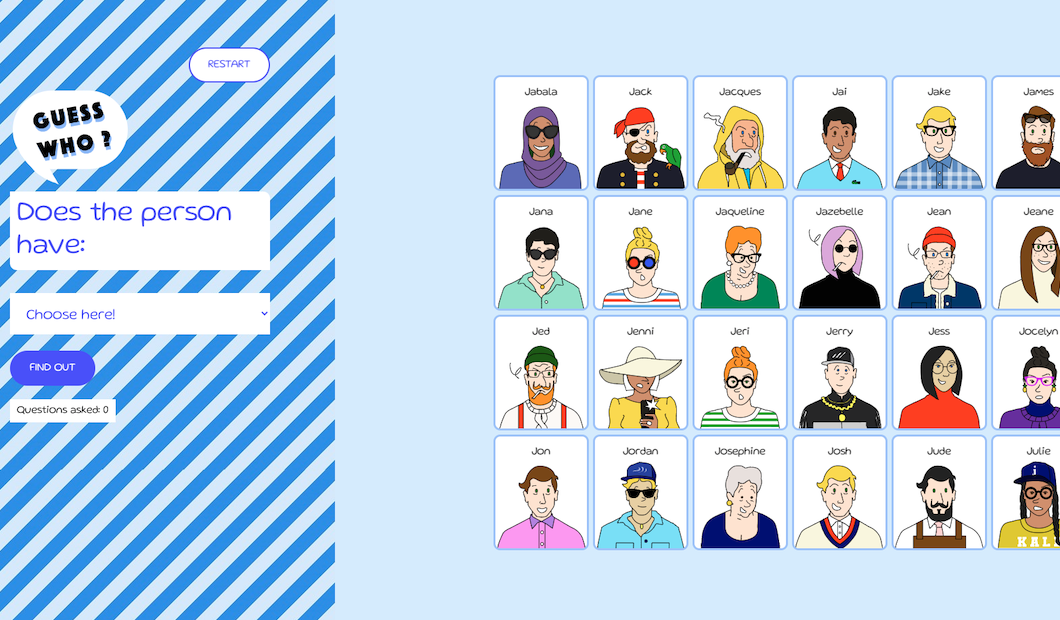 RESTART
GUESS
WHO ?
Does the person
have:
Choose here!
FIND OUT
Questions asked: 0
Jabala
Jack
Jacques
Jai
Jake
James
Jana
Jane
Jaqueline
Jazebelle
Jean
Jeane
Jed
Jenni
Jeri
Jerry
Jess
Jocelyn
Jon
Jordan
Josephine
Josh
Jude
Julie
j